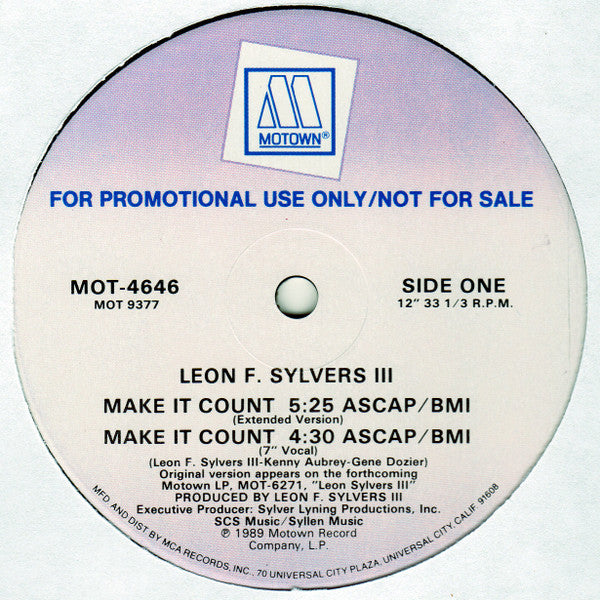 MOTOWN®
FOR PROMOTIONAL USE ONLY/NOT FOR SALE
MOT-4646
MOT 9377
SIDE ONE
12" 33 1/3 R.P.M.
LEON F. SYLVERS III
MAKE IT COUNT 5:25 ASCAP/BMI
(Extended Version)
MAKE IT COUNT 4:30 ASCAP/BMI
(7" Vocal)
(Leon F. Sylvers III-Kenny Aubrey-Gene Dozier)
Original version appears on the forthcoming
Motown LP, MOT-6271, "Leon Sylvers III"
PRODUCED BY LEON F. SYLVERS III
Executive Producer: Sylver Lyning Productions, Inc.
SCS Music/Syllen Music
℗ 1989 Motown Record
Company, L.P.
MFD AND DIST BY MCA RECORDS, INC., 70 UNIVERSAL CITY PLAZA, UNIVERSAL CITY CALIF. 91608